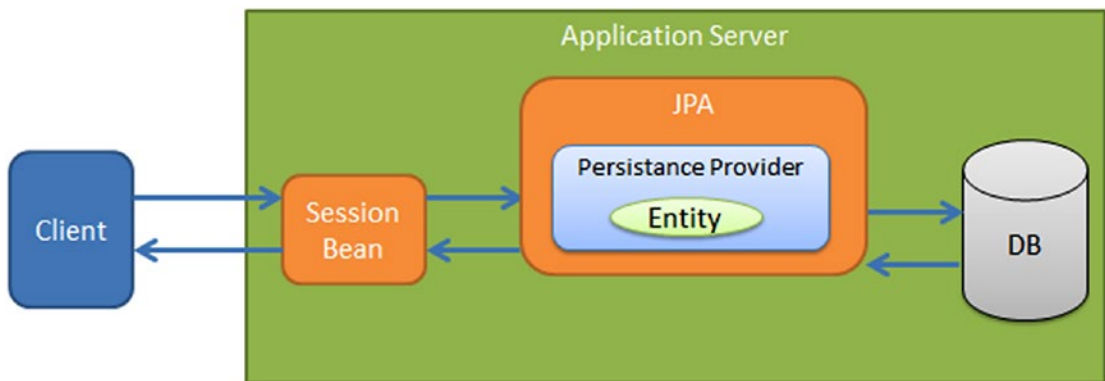 Application Server
JPA
Persistance Provider
Entity
Client
Session
Bean
DB